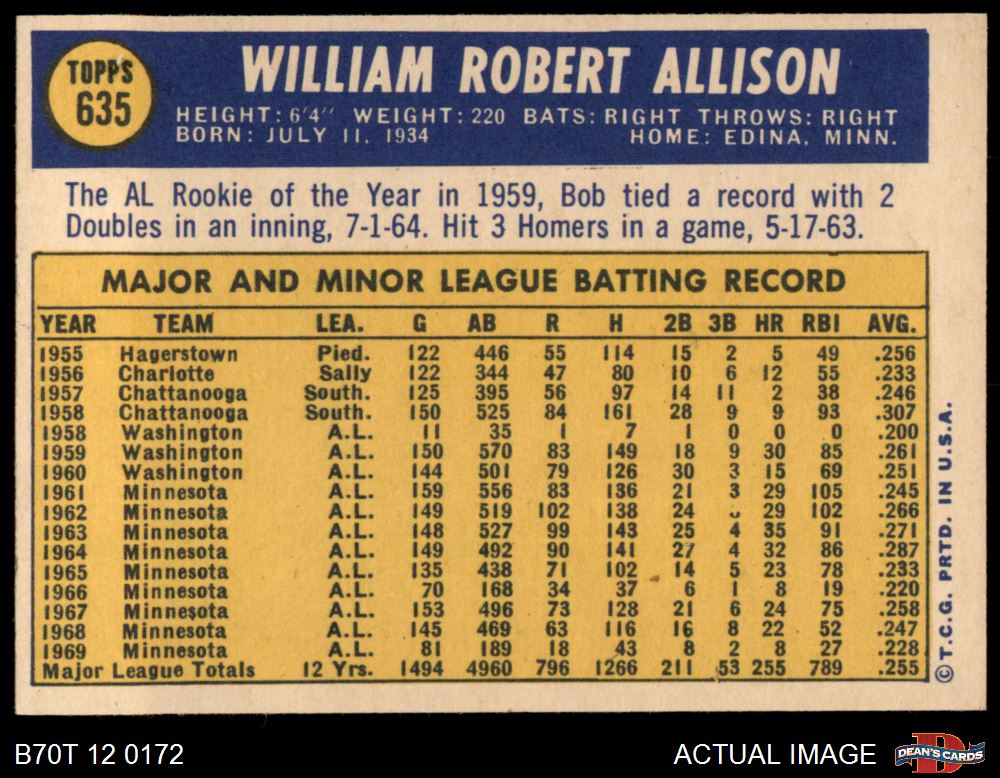 TOPPS
635
WILLIAM ROBERT ALLISON
HEIGHT: 6'4" WEIGHT: 220 BATS: RIGHT THROWS: RIGHT
BORN: JULY 11, 1934 HOME: EDINA, MINN.
The AL Rookie of the Year in 1959, Bob tied a record with 2
Doubles in an inning, 7-1-64. Hit 3 Homers in a game, 5-17-63.
MAJOR AND MINOR LEAGUE BATTING RECORD
YEAR TEAM LEA. G AB R H 2B 3B HR RBI AVG.
1955 Hagerstown Pied. 122 446 55 114 15 2 5 49 .256
1956 Charlotte Sally 122 344 47 80 10 6 12 55 .233
1957 Chattanooga South. 125 395 56 97 14 11 2 38 .246
1958 Chattanooga South. 150 525 84 161 28 9 9 93 .307
1958 Washington A.L. 11 35 1 7 1 0 0 0 .200
1959 Washington A.L. 150 570 83 149 18 9 30 85 .261
1960 Washington A.L. 144 501 79 126 30 3 15 69 .251
1961 Minnesota A.L. 159 556 83 136 21 3 29 105 .245
1962 Minnesota A.L. 149 519 102 138 24 29 102 .266
1963 Minnesota A.L. 148 527 99 143 25 4 35 91 .271
1964 Minnesota A.L. 149 492 90 141 27 4 32 86 .287
1965 Minnesota A.L. 135 438 71 102 14 5 23 78 .233
1966 Minnesota A.L. 70 168 34 37 6 1 8 19 .220
1967 Minnesota A.L. 153 496 73 128 21 6 24 75 .258
1968 Minnesota A.L. 145 469 63 116 16 8 22 52 .247
1969 Minnesota A.L. 81 189 18 43 8 2 8 27 .228
Major League Totals 12 Yrs. 1494 4960 796 1266 211 53 255 789 .255
© T.C.G. PRTD. IN U.S.A.
B70T 12 0172
ACTUAL IMAGE
DEAN'S CARDS